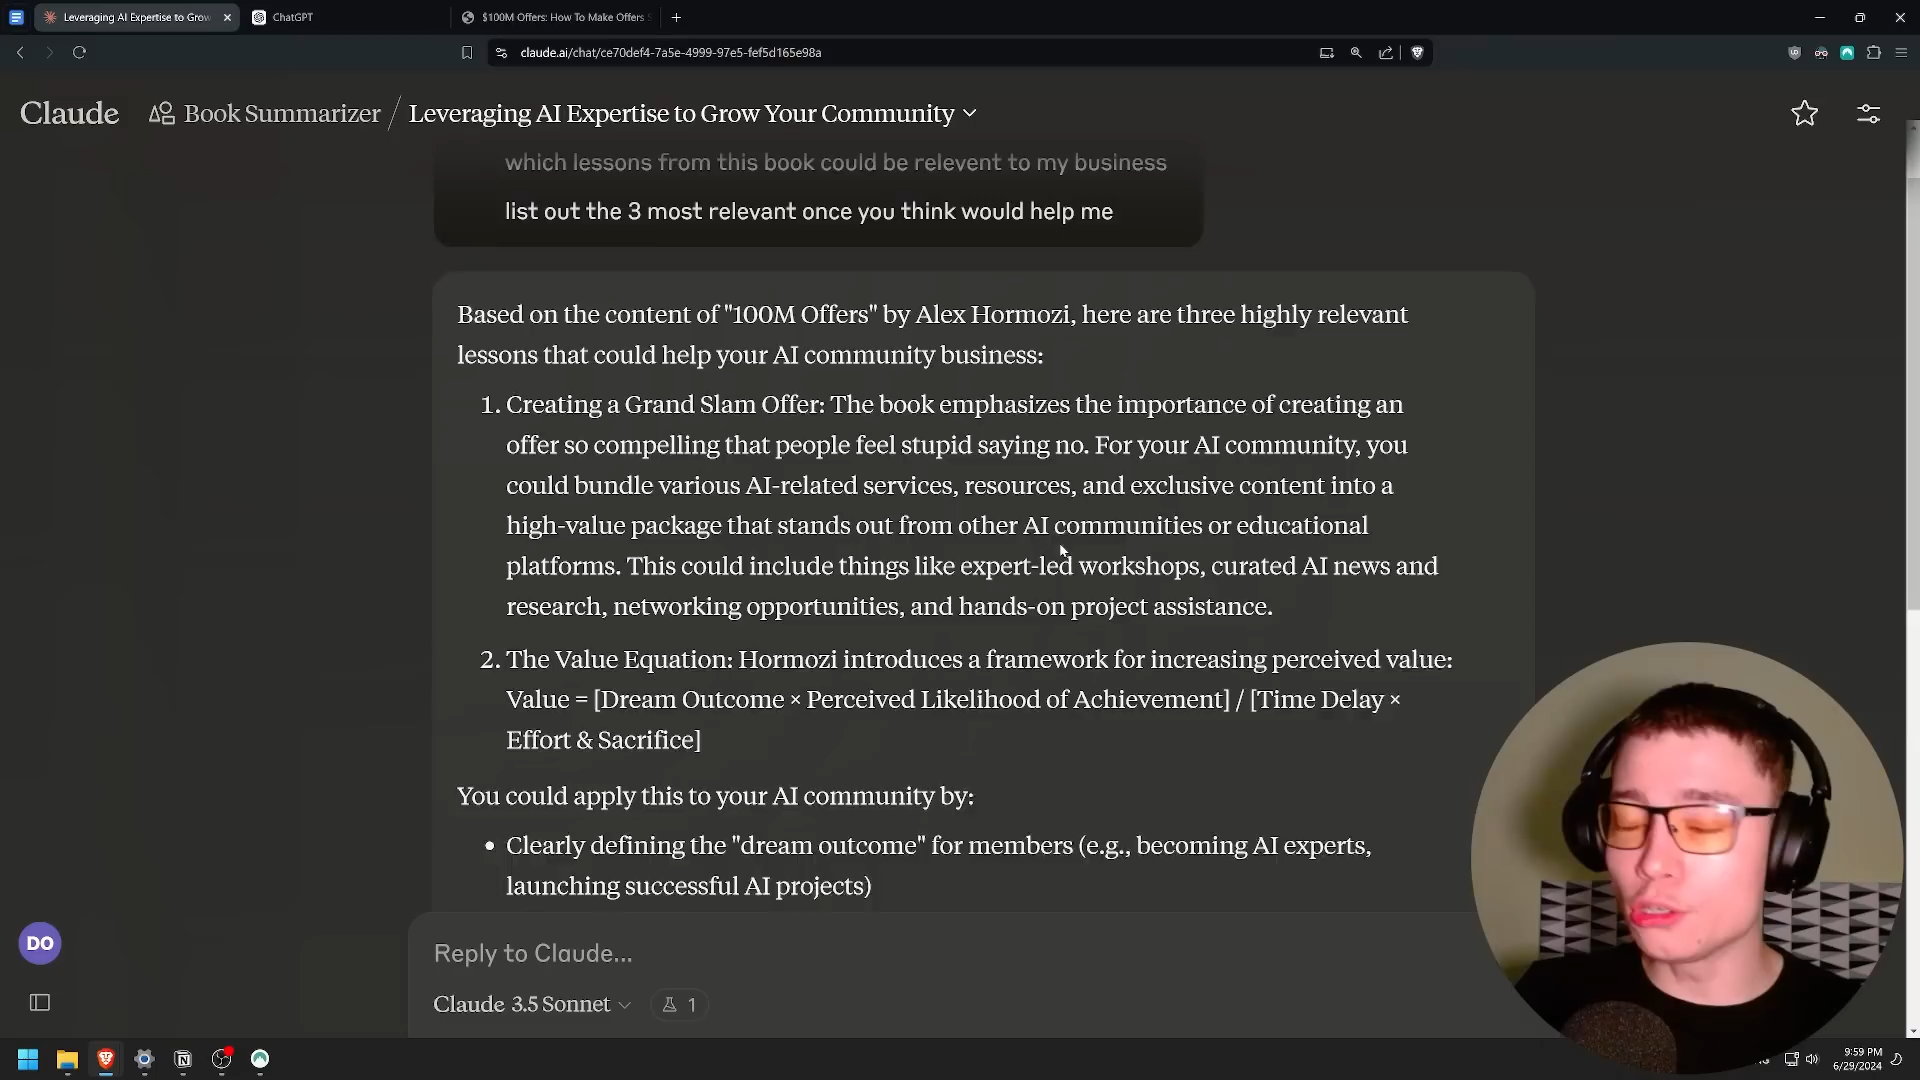 Leveraging AI Expertise to Grow
ChatGPT
$100M Offers: How To Make Offers S
claude.ai/chat/ce70def4-7a5e-4999-97e5-fef5d165e98a
Claude
Book Summarizer / Leveraging AI Expertise to Grow Your Community
which lessons from this book could be relevent to my business
list out the 3 most relevant once you think would help me
Based on the content of "100M Offers" by Alex Hormozi, here are three highly relevant
lessons that could help your AI community business:
1. Creating a Grand Slam Offer: The book emphasizes the importance of creating an
offer so compelling that people feel stupid saying no. For your AI community, you
could bundle various AI-related services, resources, and exclusive content into a
high-value package that stands out from other AI communities or educational
platforms. This could include things like expert-led workshops, curated AI news and
research, networking opportunities, and hands-on project assistance.
2. The Value Equation: Hormozi introduces a framework for increasing perceived value:
Value = [Dream Outcome × Perceived Likelihood of Achievement] / [Time Delay ×
Effort & Sacrifice]
You could apply this to your AI community by:
• Clearly defining the "dream outcome" for members (e.g., becoming AI experts,
launching successful AI projects)
DO
Reply to Claude...
Claude 3.5 Sonnet
1
9:59 PM
6/29/2024